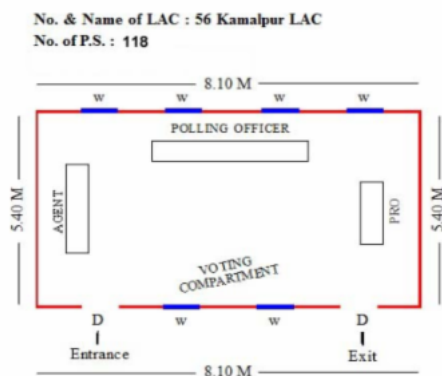 No. & Name of LAC : 56 Kamalpur LAC
No. of P.S. : 118
8.10 M
w w w w
POLLING OFFICER
5.40 M
AGENT
PRO
5.40 M
VOTING
COMPARTMENT
D w w D
Entrance Exit
8.10 M